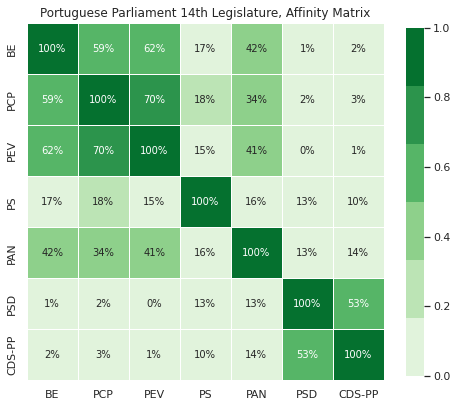 Portuguese Parliament 14th Legislature, Affinity Matrix
BE 100% 59% 62% 17% 42% 1% 2%
PCP 59% 100% 70% 18% 34% 2% 3%
PEV 62% 70% 100% 15% 41% 0% 1%
PS 17% 18% 15% 100% 16% 13% 10%
PAN 42% 34% 41% 16% 100% 13% 14%
PSD 1% 2% 0% 13% 13% 100% 53%
CDS-PP 2% 3% 1% 10% 14% 53% 100%
BE PCP PEV PS PAN PSD CDS-PP
1.0
0.8
0.6
0.4
0.2
0.0